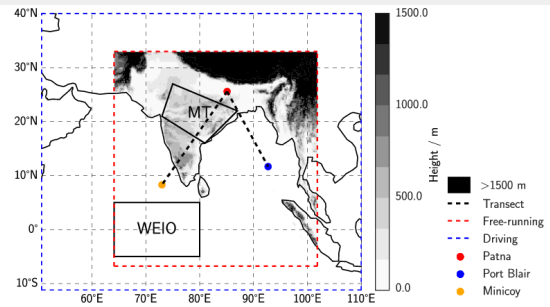 40°N
30°N
20°N
10°N
0°
10°S
60°E
70°E
80°E
90°E
100°E
110°E
MT
WEIO
1500.0
1000.0
500.0
0.0
Height / m
>1500 m
Transect
Free-running
Driving
Patna
Port Blair
Minicoy